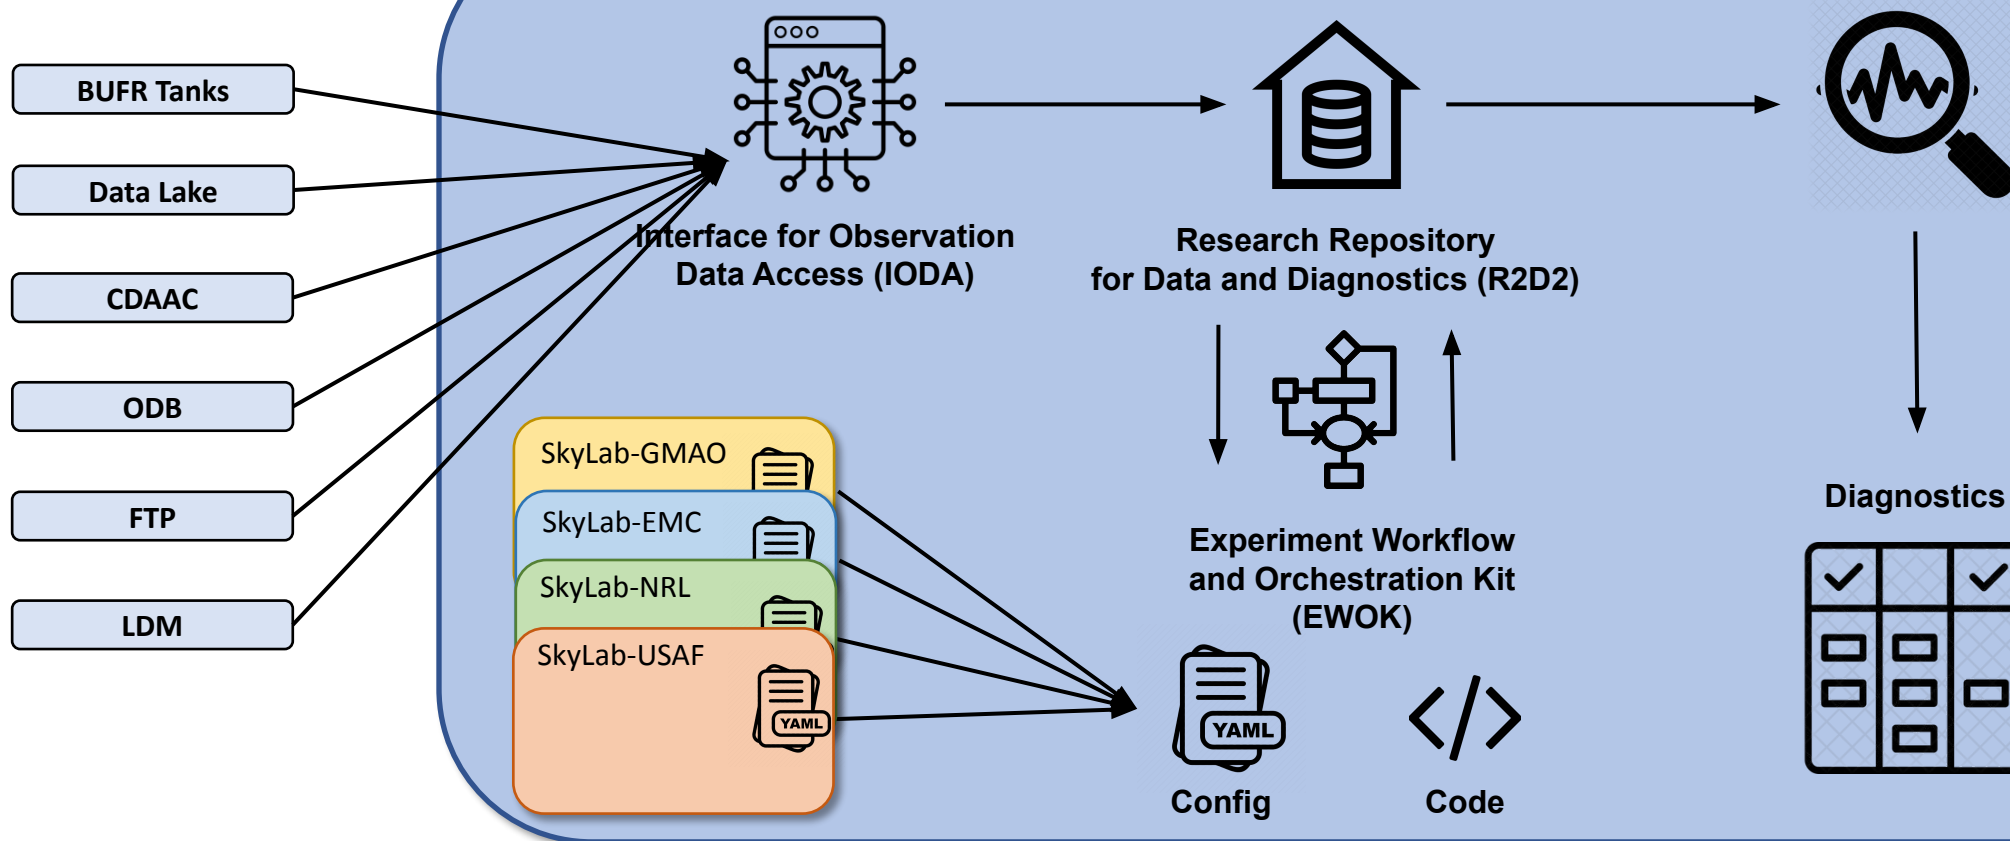 BUFR Tanks
Data Lake
CDAAC
ODB
FTP
LDM
Interface for Observation
Data Access (IODA)
Research Repository
for Data and Diagnostics (R2D2)
SkyLab-GMAO
SkyLab-EMC
SkyLab-NRL
SkyLab-USAF
YAML
Experiment Workflow
and Orchestration Kit
(EWOK)
YAML
Config
Code
Diagnostics